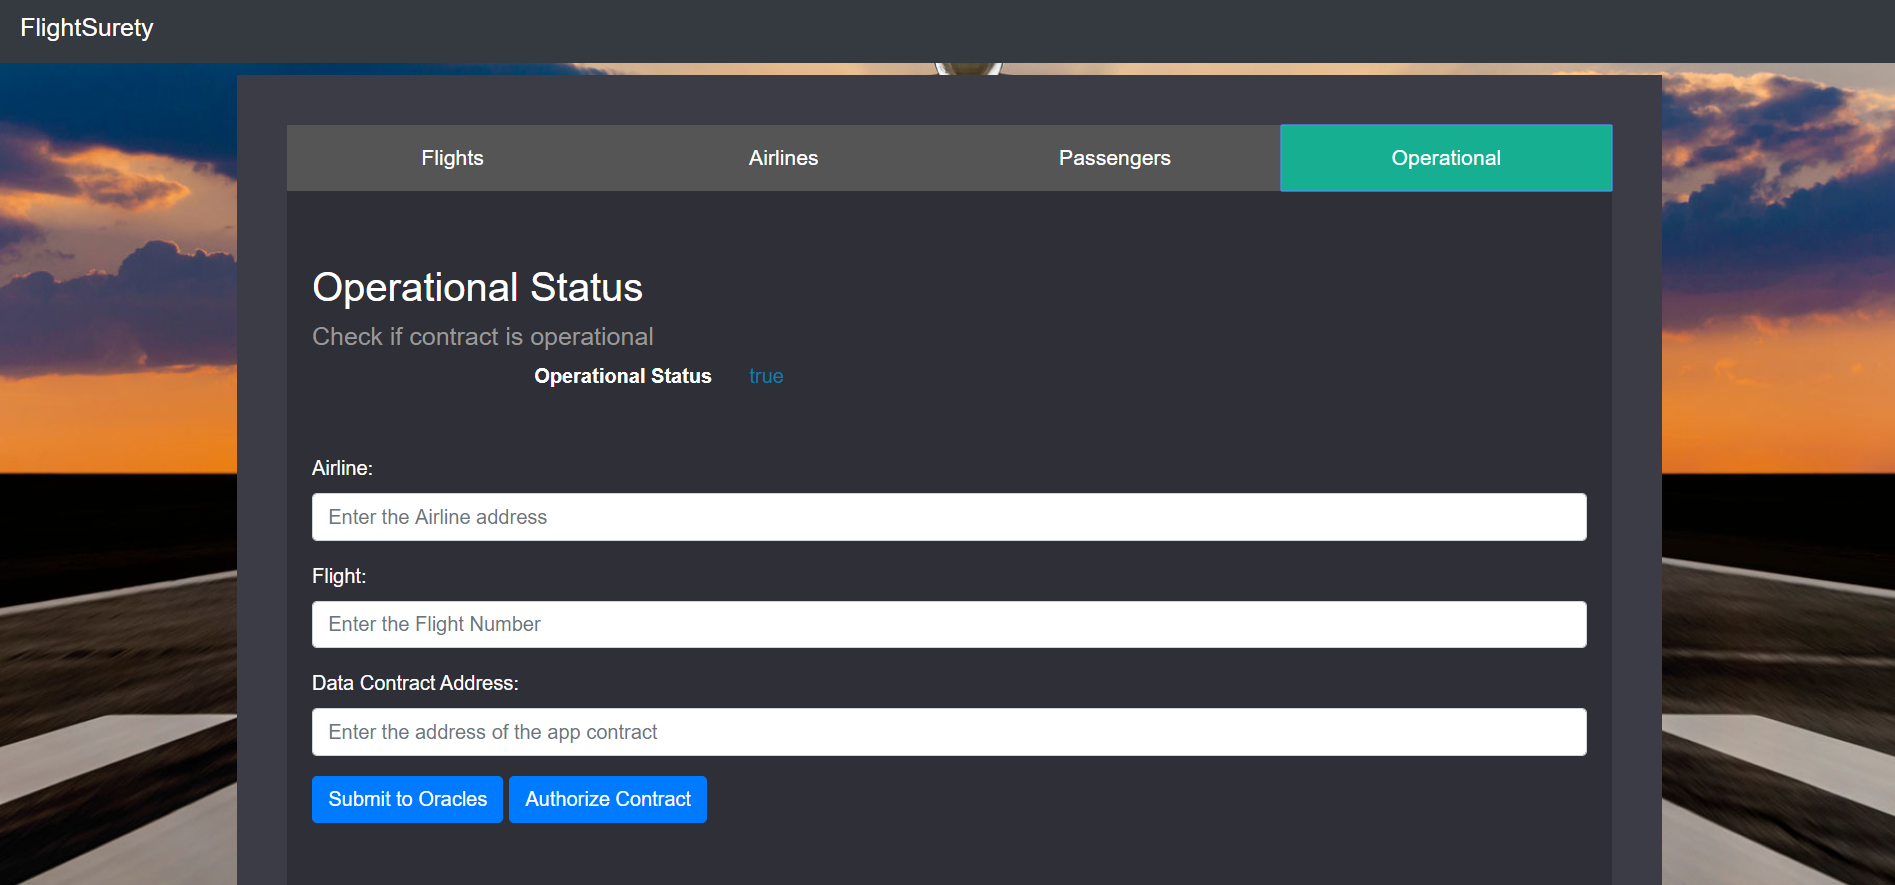 FlightSurety
Flights Airlines Passengers Operational
Operational Status
Check if contract is operational
Operational Status true
Airline:
Enter the Airline address
Flight:
Enter the Flight Number
Data Contract Address:
Enter the address of the app contract
Submit to Oracles Authorize Contract